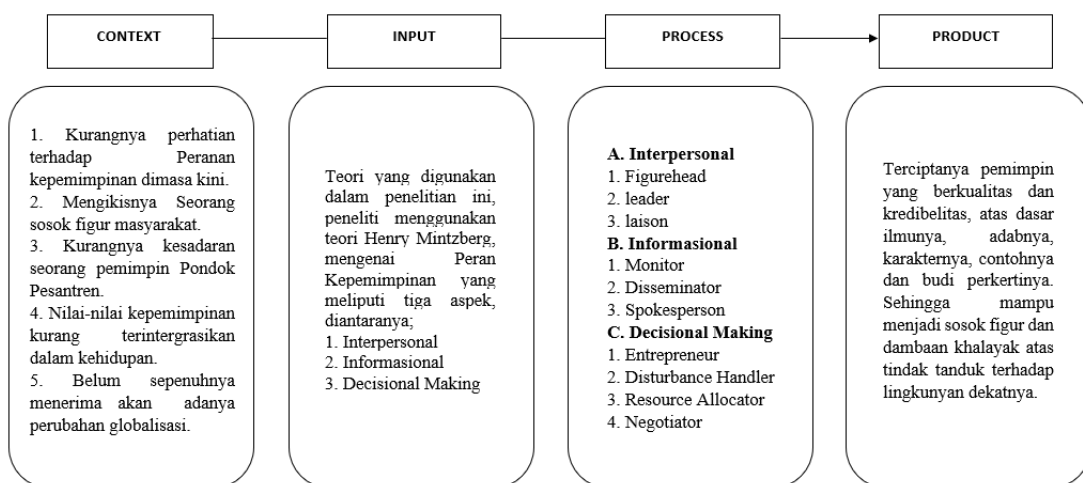 CONTEXT
INPUT
PROCESS
PRODUCT
1. Kurangnya perhatian
terhadap Peranan
kepemimpinan dimasa kini.
2. Mengikisnya Seorang
sosok figur masyarakat.
3. Kurangnya kesadaran
seorang pemimpin Pondok
Pesantren.
4. Nilai-nilai kepemimpinan
kurang terintergrasikan
dalam kehidupan.
5. Belum sepenuhnya
menerima akan adanya
perubahan globalisasi.
Teori yang digunakan
dalam penelitian ini,
peneliti menggunakan
teori Henry Mintzberg,
mengenai Peran
Kepemimpinan yang
meliputi tiga aspek,
diantaranya;
1. Interpersonal
2. Informasional
3. Decisional Making
A. Interpersonal
1. Figurehead
2. leader
3. laison
B. Informasional
1. Monitor
2. Disseminator
3. Spokesperson
C. Decisional Making
1. Entrepreneur
2. Disturbance Handler
3. Resource Allocator
4. Negotiator
Terciptanya pemimpin
yang berkualitas dan
kredibelitas, atas dasar
ilmunya, adabnya,
karakternya, contohnya
dan budi perkertinya.
Sehingga mampu
menjadi sosok figur dan
dambaan khalayak atas
tindak tanduk terhadap
lingkunyan dekatnya.